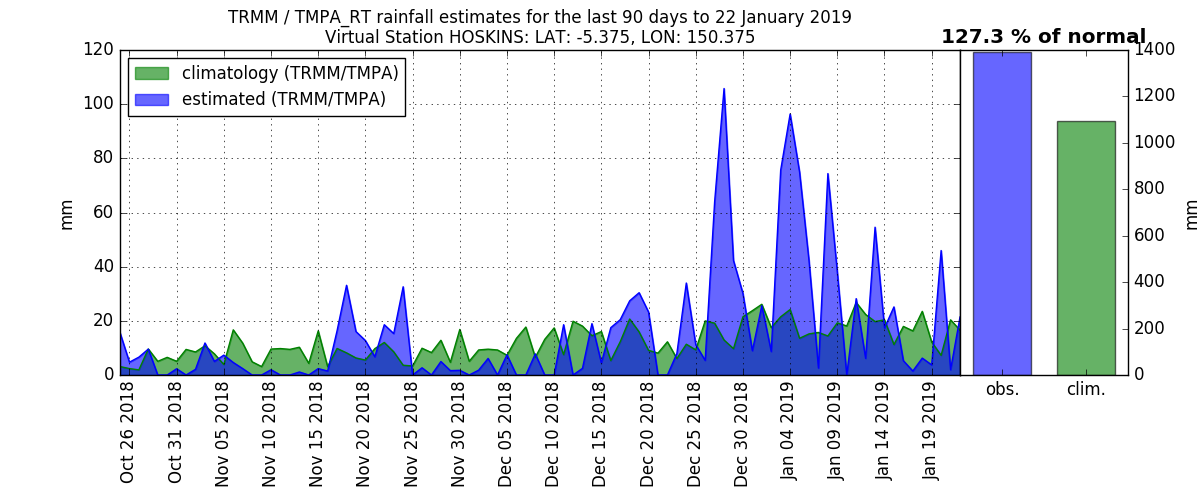 TRMM / TMPA_RT rainfall estimates for the last 90 days to 22 January 2019
Virtual Station HOSKINS: LAT: -5.375, LON: 150.375
127.3 % of normal
climatology (TRMM/TMPA)
estimated (TRMM/TMPA)
120
100
80
60
40
20
0
mm
Oct 26 2018
Oct 31 2018
Nov 05 2018
Nov 10 2018
Nov 15 2018
Nov 20 2018
Nov 25 2018
Nov 30 2018
Dec 05 2018
Dec 10 2018
Dec 15 2018
Dec 20 2018
Dec 25 2018
Dec 30 2018
Jan 04 2019
Jan 09 2019
Jan 14 2019
Jan 19 2019
obs.
clim.
1400
1200
1000
800
600
400
200
0
mm